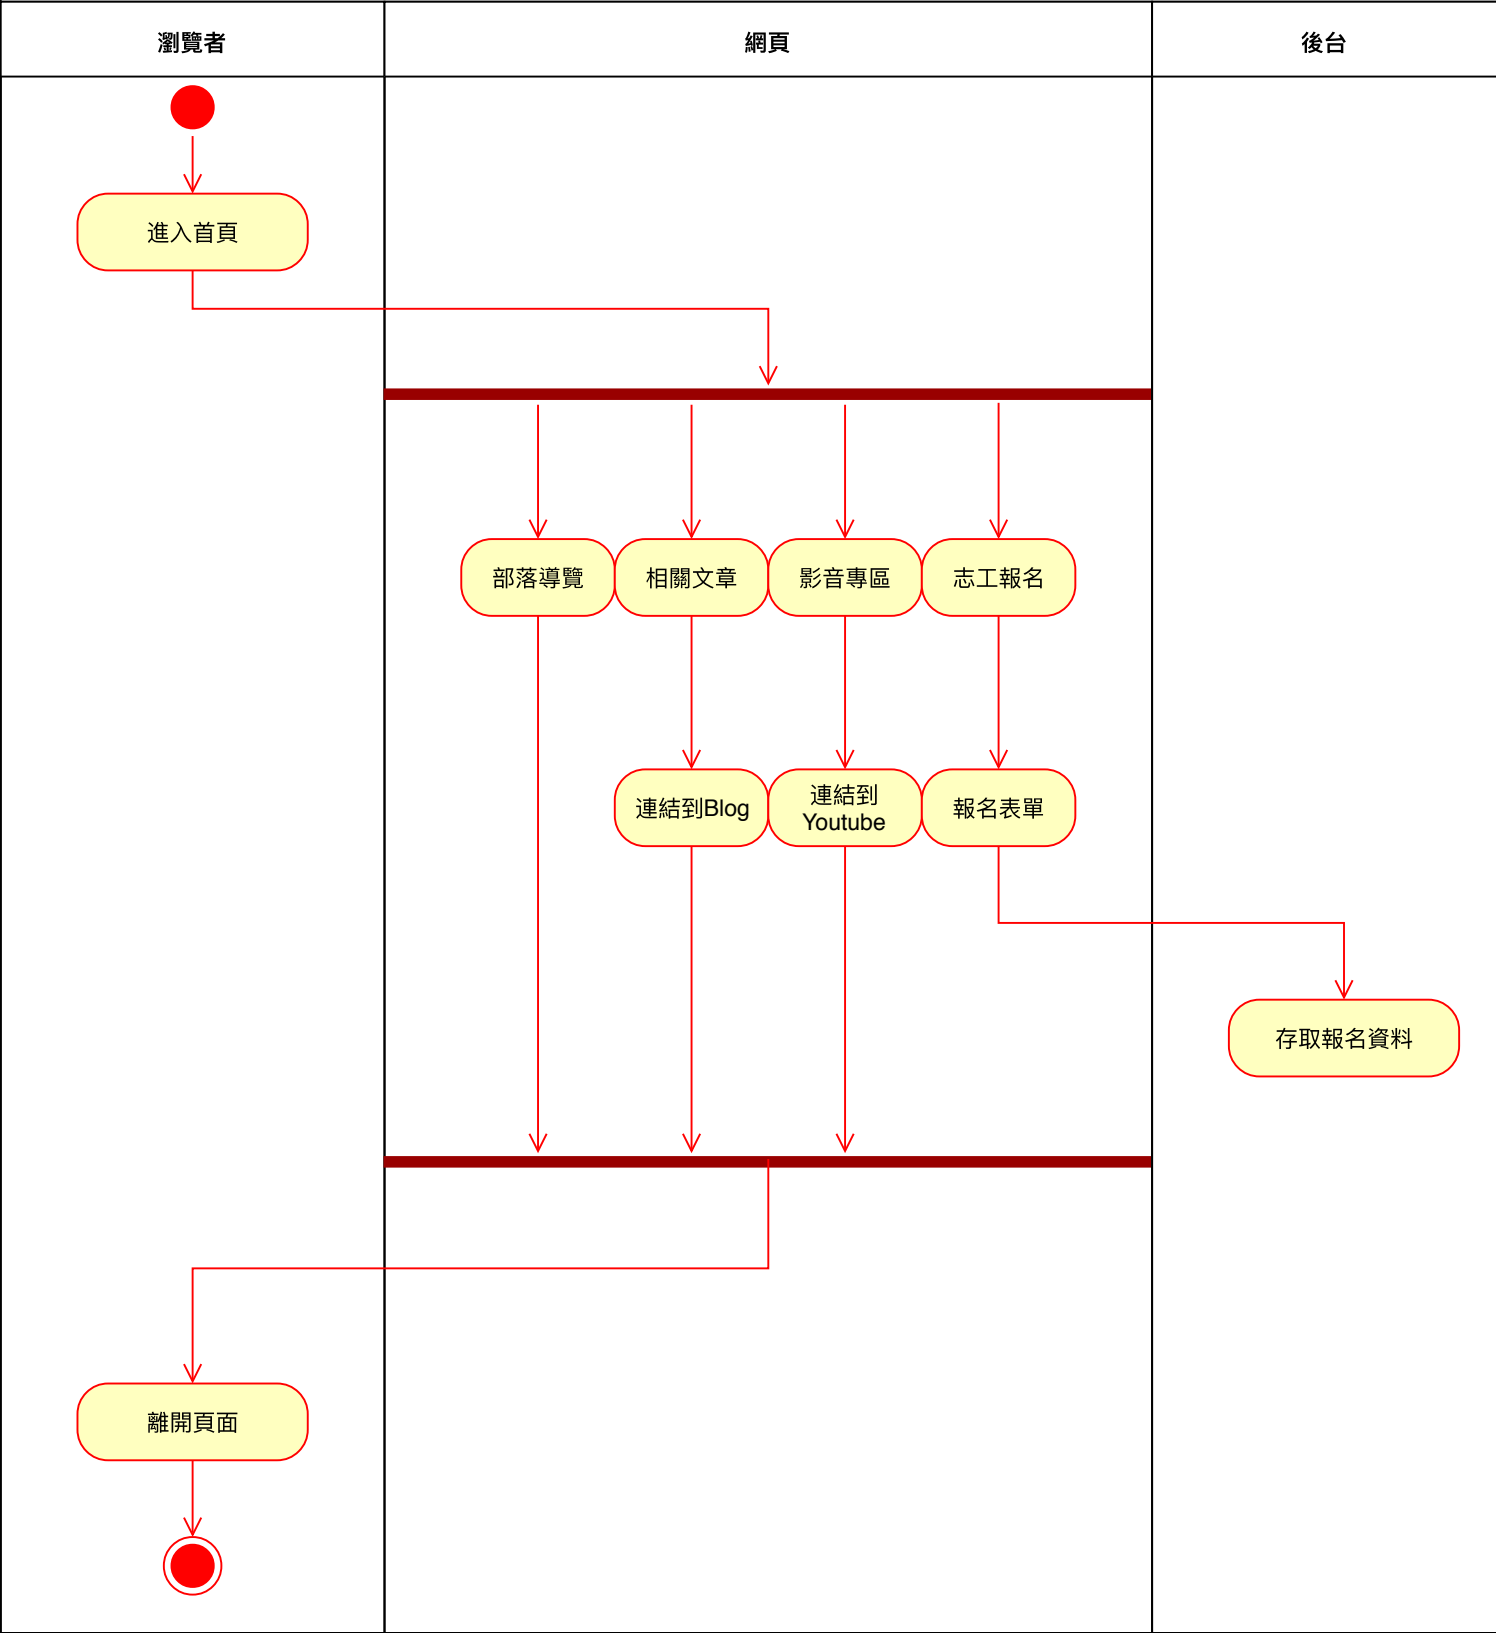 瀏覽者
網頁
後台
進入首頁
部落導覽
相關文章
影音專區
志工報名
連結到Blog
連結到
Youtube
報名表單
存取報名資料
離開頁面